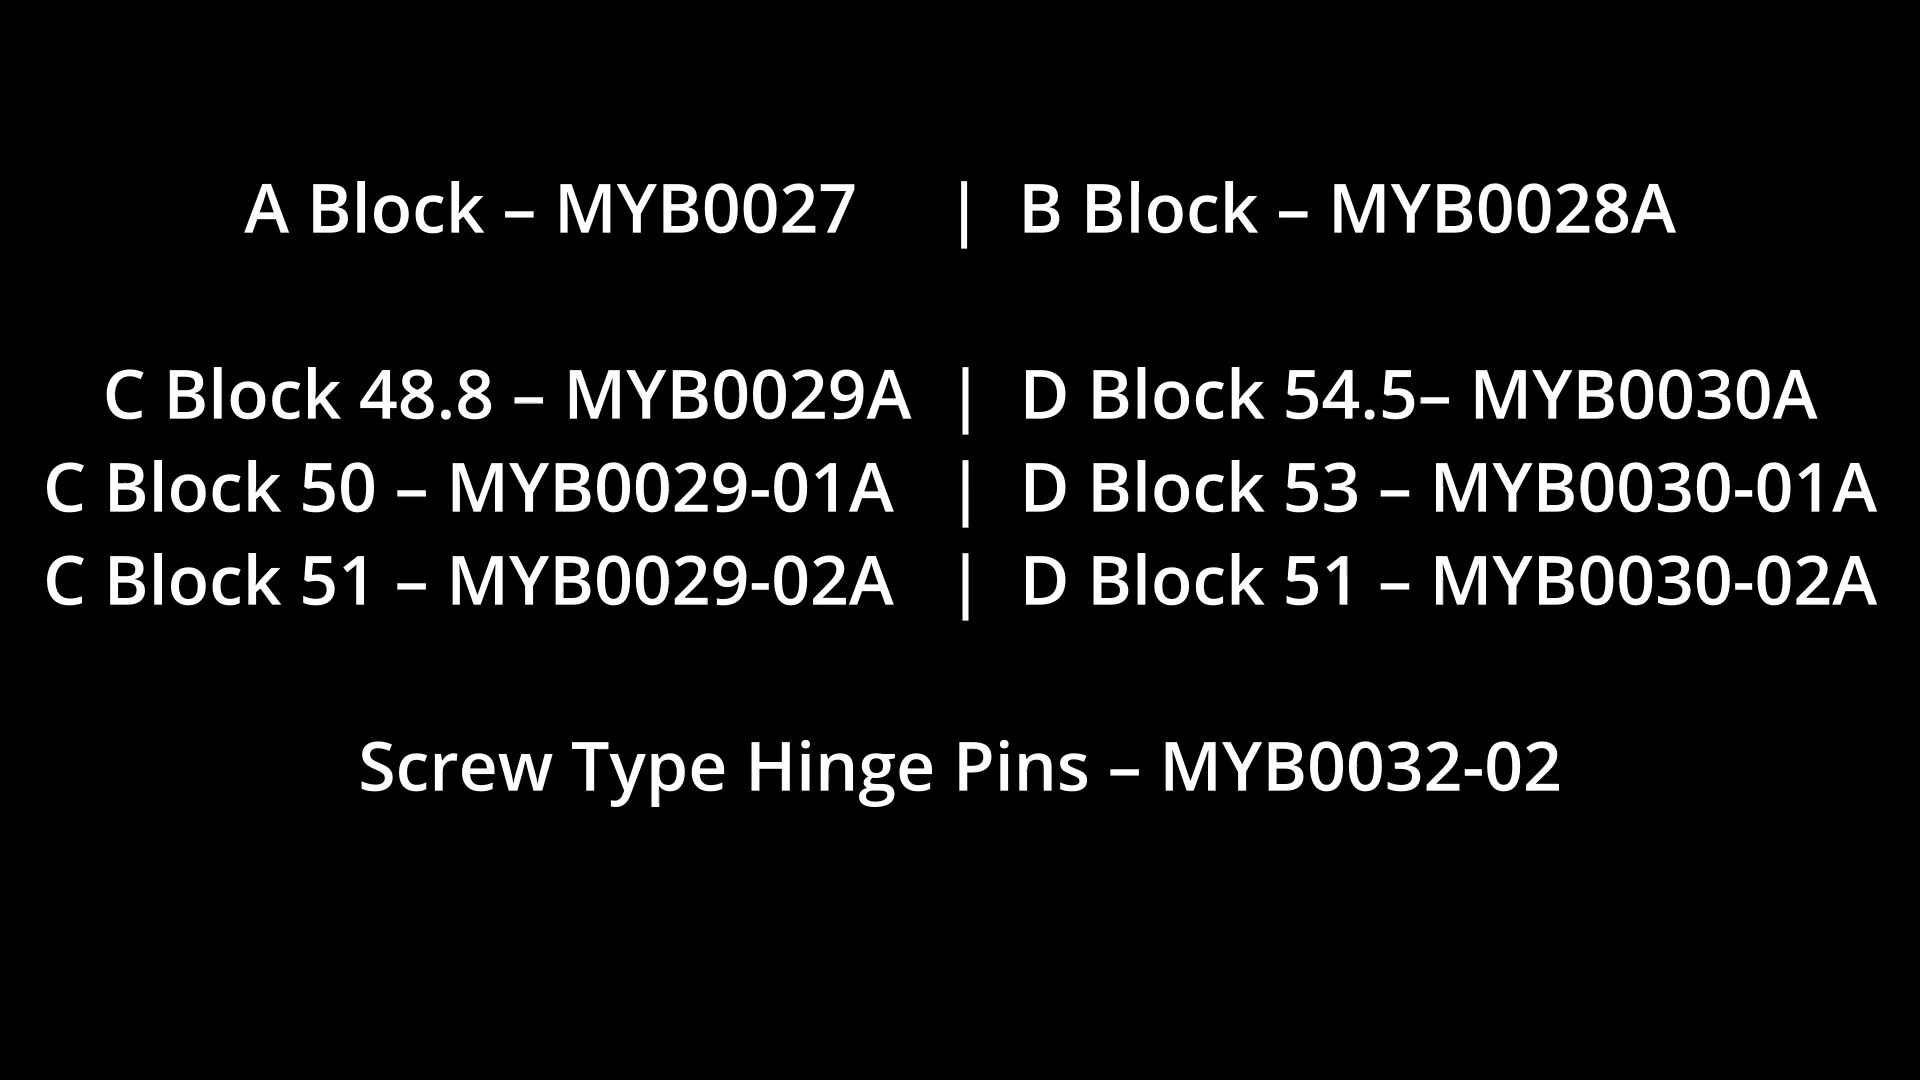 A Block – MYB0027 | B Block – MYB0028A
C Block 48.8 – MYB0029A | D Block 54.5– MYB0030A
C Block 50 – MYB0029-01A | D Block 53 – MYB0030-01A
C Block 51 – MYB0029-02A | D Block 51 – MYB0030-02A
Screw Type Hinge Pins – MYB0032-02